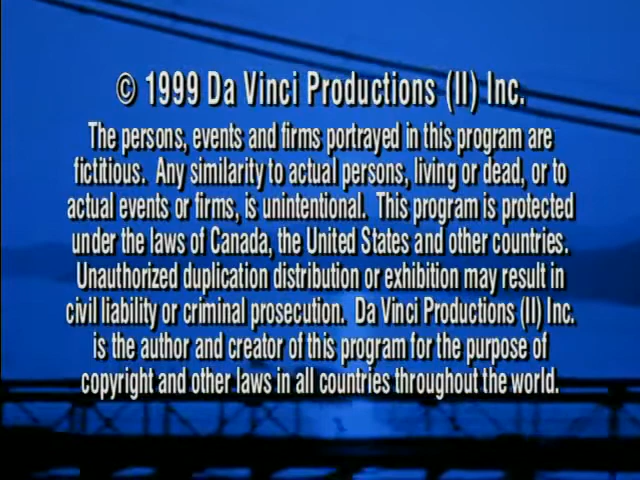 © 1999 Da Vinci Productions (II) Inc.
The persons, events and firms portrayed in this program are
fictitious. Any similarity to actual persons, living or dead, or to
actual events or firms, is unintentional. This program is protected
under the laws of Canada, the United States and other countries.
Unauthorized duplication distribution or exhibition may result in
civil liability or criminal prosecution. Da Vinci Productions (II) Inc.
is the author and creator of this program for the purpose of
copyright and other laws in all countries throughout the world.